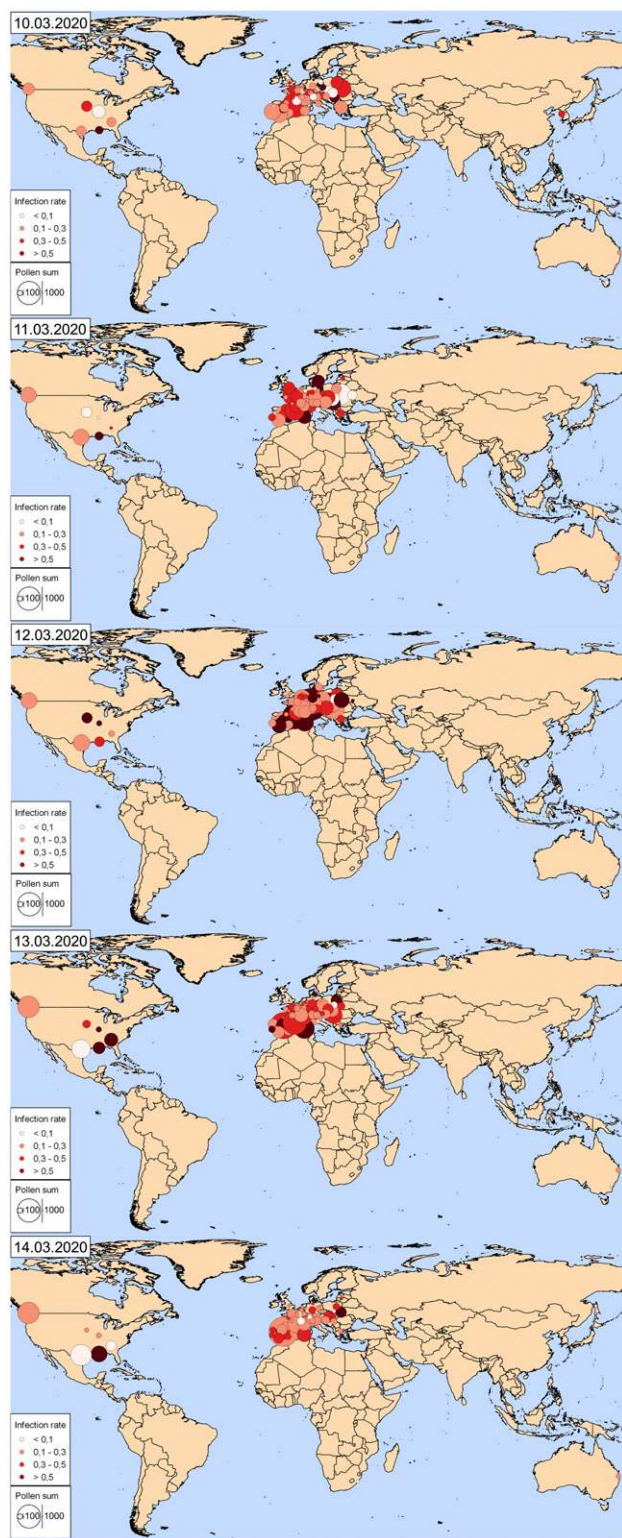 10.03.2020
Infection rate
< 0,1
0,1 - 0,3
0,3 - 0,5
> 0,5
Pollen sum
100 1000
11.03.2020
Infection rate
< 0,1
0,1 - 0,3
0,3 - 0,5
> 0,5
Pollen sum
100 1000
12.03.2020
Infection rate
< 0,1
0,1 - 0,3
0,3 - 0,5
> 0,5
Pollen sum
100 1000
13.03.2020
Infection rate
< 0,1
0,1 - 0,3
0,3 - 0,5
> 0,5
Pollen sum
100 1000
14.03.2020
Infection rate
< 0,1
0,1 - 0,3
0,3 - 0,5
> 0,5
Pollen sum
100 1000